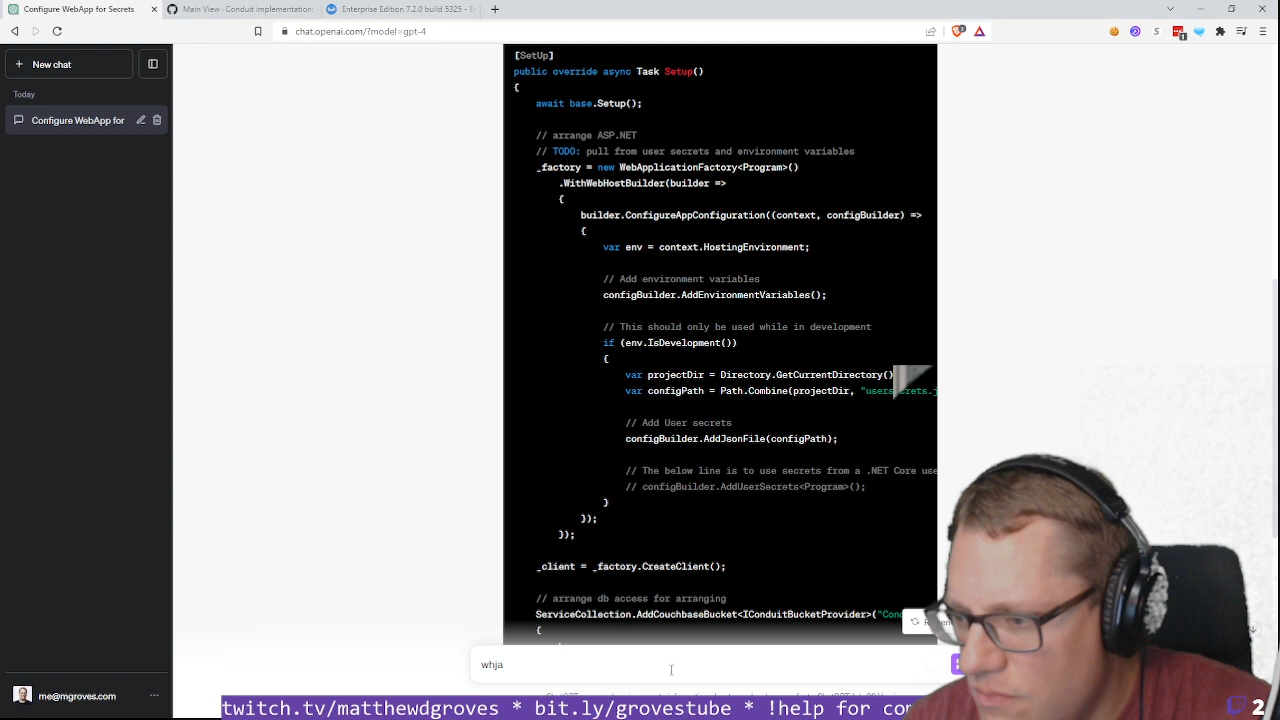 Configure WebApp for Secrets
Main View - Conduit implementation
Enterprise Edition 7.2.0 build 5325 - E
chat.openai.com/?model=gpt-4
New chat
Today
Configure WebApp for
me@mgroves.com
[SetUp]
public override async Task Setup()
{
await base.Setup();
// arrange ASP.NET
// TODO: pull from user secrets and environment variables
_factory = new WebApplicationFactory<Program>()
.WithWebHostBuilder(builder =>
{
builder.ConfigureAppConfiguration((context, configBuilder) =>
{
var env = context.HostingEnvironment;
// Add environment variables
configBuilder.AddEnvironmentVariables();
// This should only be used while in development
if (env.IsDevelopment())
{
var projectDir = Directory.GetCurrentDirectory()
var configPath = Path.Combine(projectDir,
// Add User secrets
configBuilder.AddJsonFile(configPath);
// The below line is to use secrets from a .NET Core use
// configBuilder.AddUserSecrets<Program>();
}
});
});
_client = _factory.CreateClient();
// arrange db access for arranging
ServiceCollection.AddCouchbaseBucket<IConduitBucketProvider>("Con
{
whja
twitch.tv/matthewdgroves * bit.ly/grovestube * !help for com
2